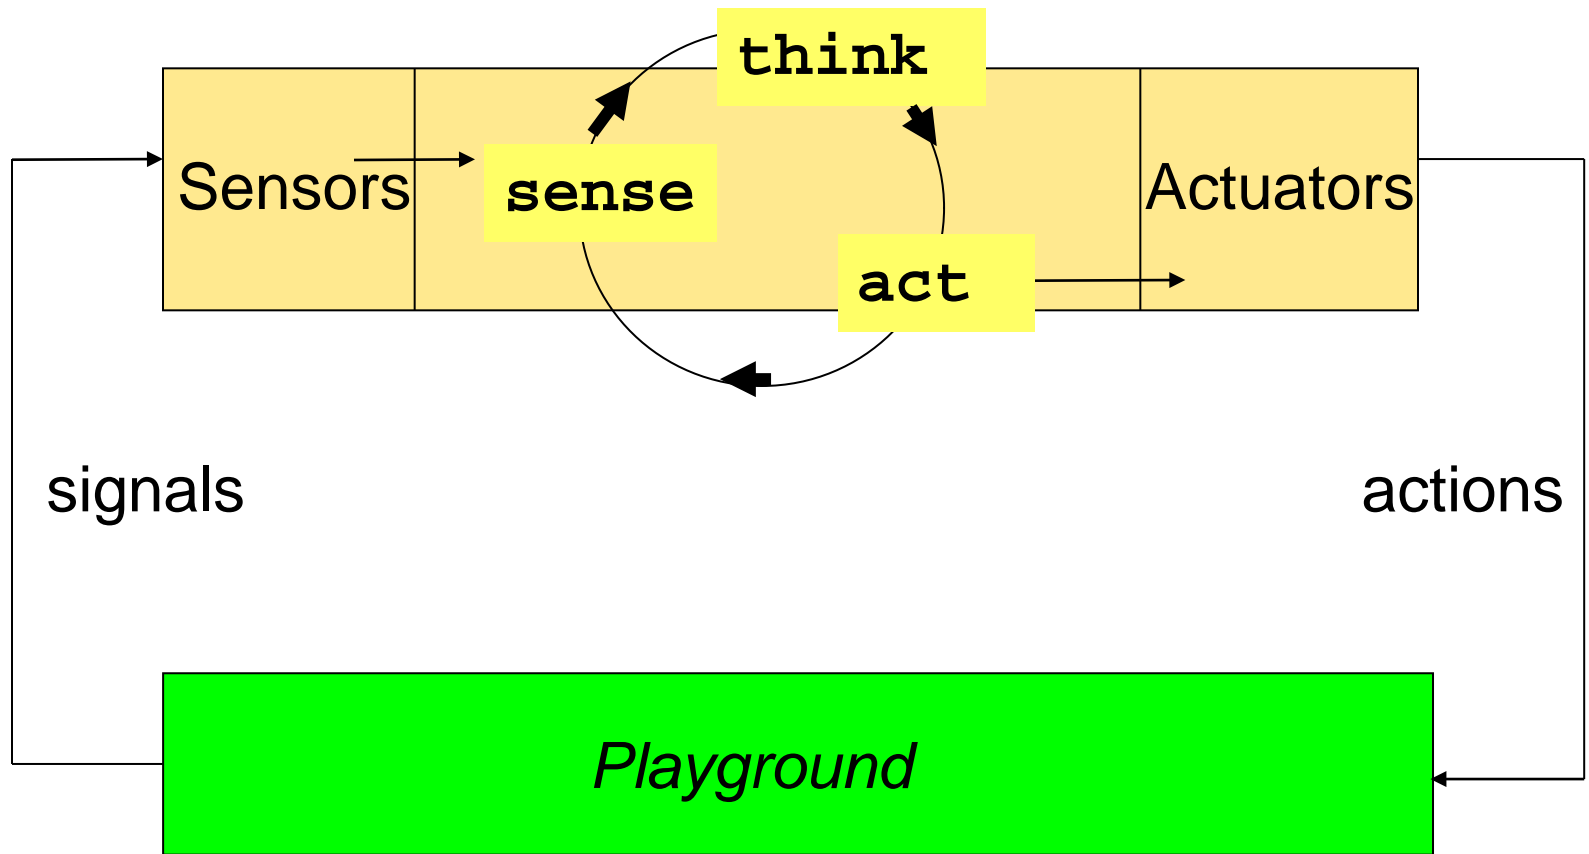 think
Sensors
sense
Actuators
act
signals
actions
Playground